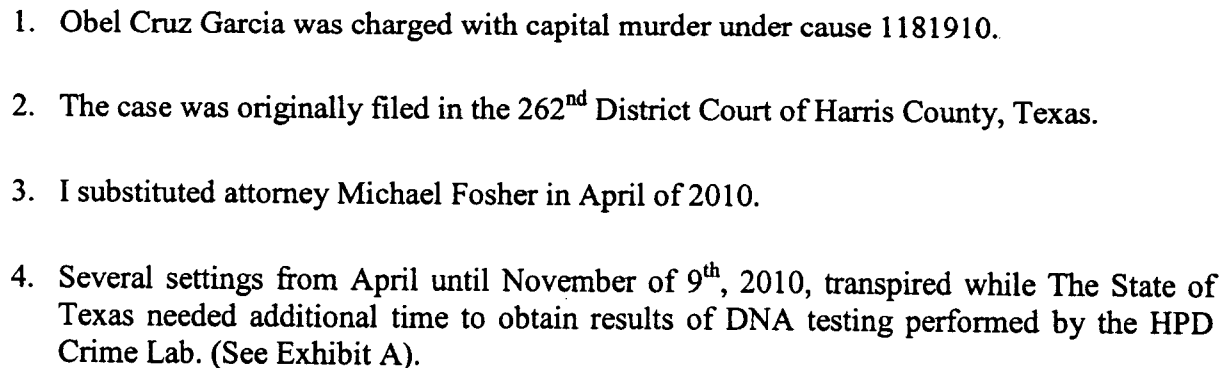 1. Obel Cruz Garcia was charged with capital murder under cause 1181910.
2. The case was originally filed in the 262nd District Court of Harris County, Texas.
3. I substituted attorney Michael Fosher in April of 2010.
4. Several settings from April until November of 9th, 2010, transpired while The State of
Texas needed additional time to obtain results of DNA testing performed by the HPD
Crime Lab. (See Exhibit A).